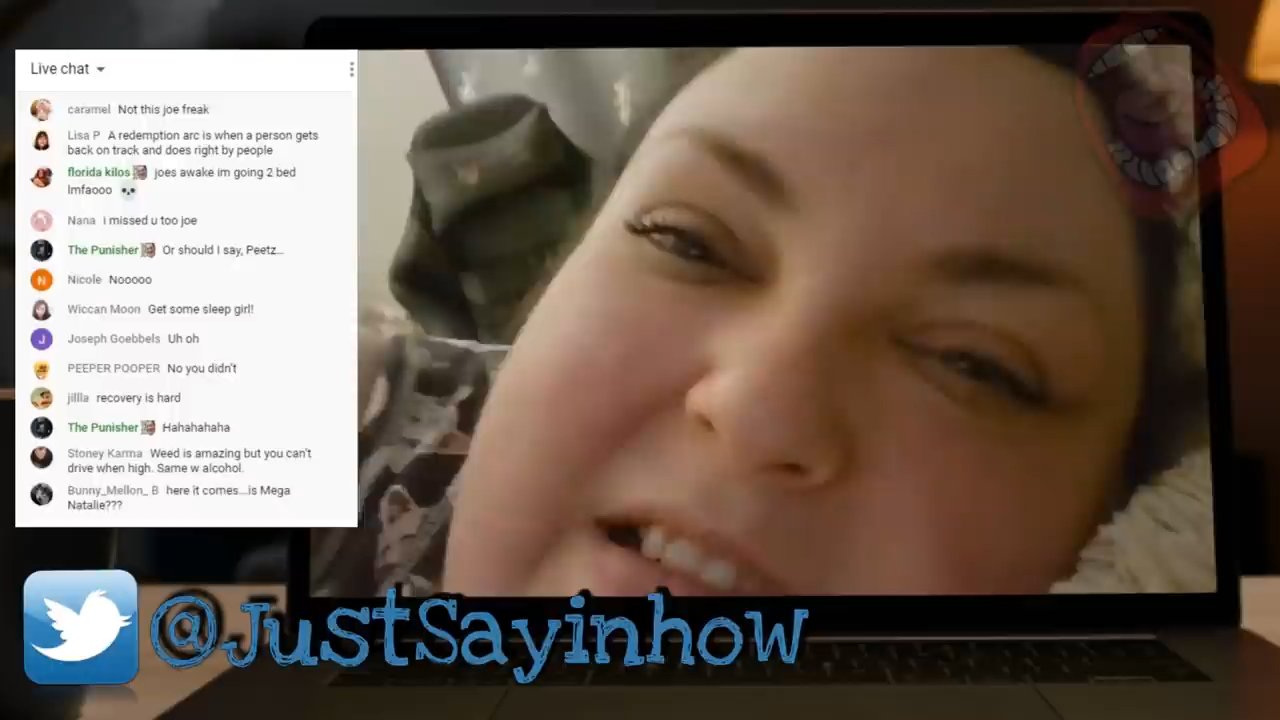 Live chat
caramel Not this joe freak
Lisa P A redemption arc is when a person gets
back on track and does right by people
florida kilos joes awake im going 2 bed
lmfaooo
Nana i missed u too joe
The Punisher Or should I say, Peetz...
Nicole Nooooo
N
Wiccan Moon Get some sleep girl!
Joseph Goebbels Uh oh
J
PEEPER POOPER No you didn't
jillla recovery is hard
The Punisher Hahahahaha
Stoney Karma Weed is amazing but you can't
drive when high. Same w alcohol.
Bunny_Mellon_ B here it comes...is Mega
Natalie???
@JustSayinhow